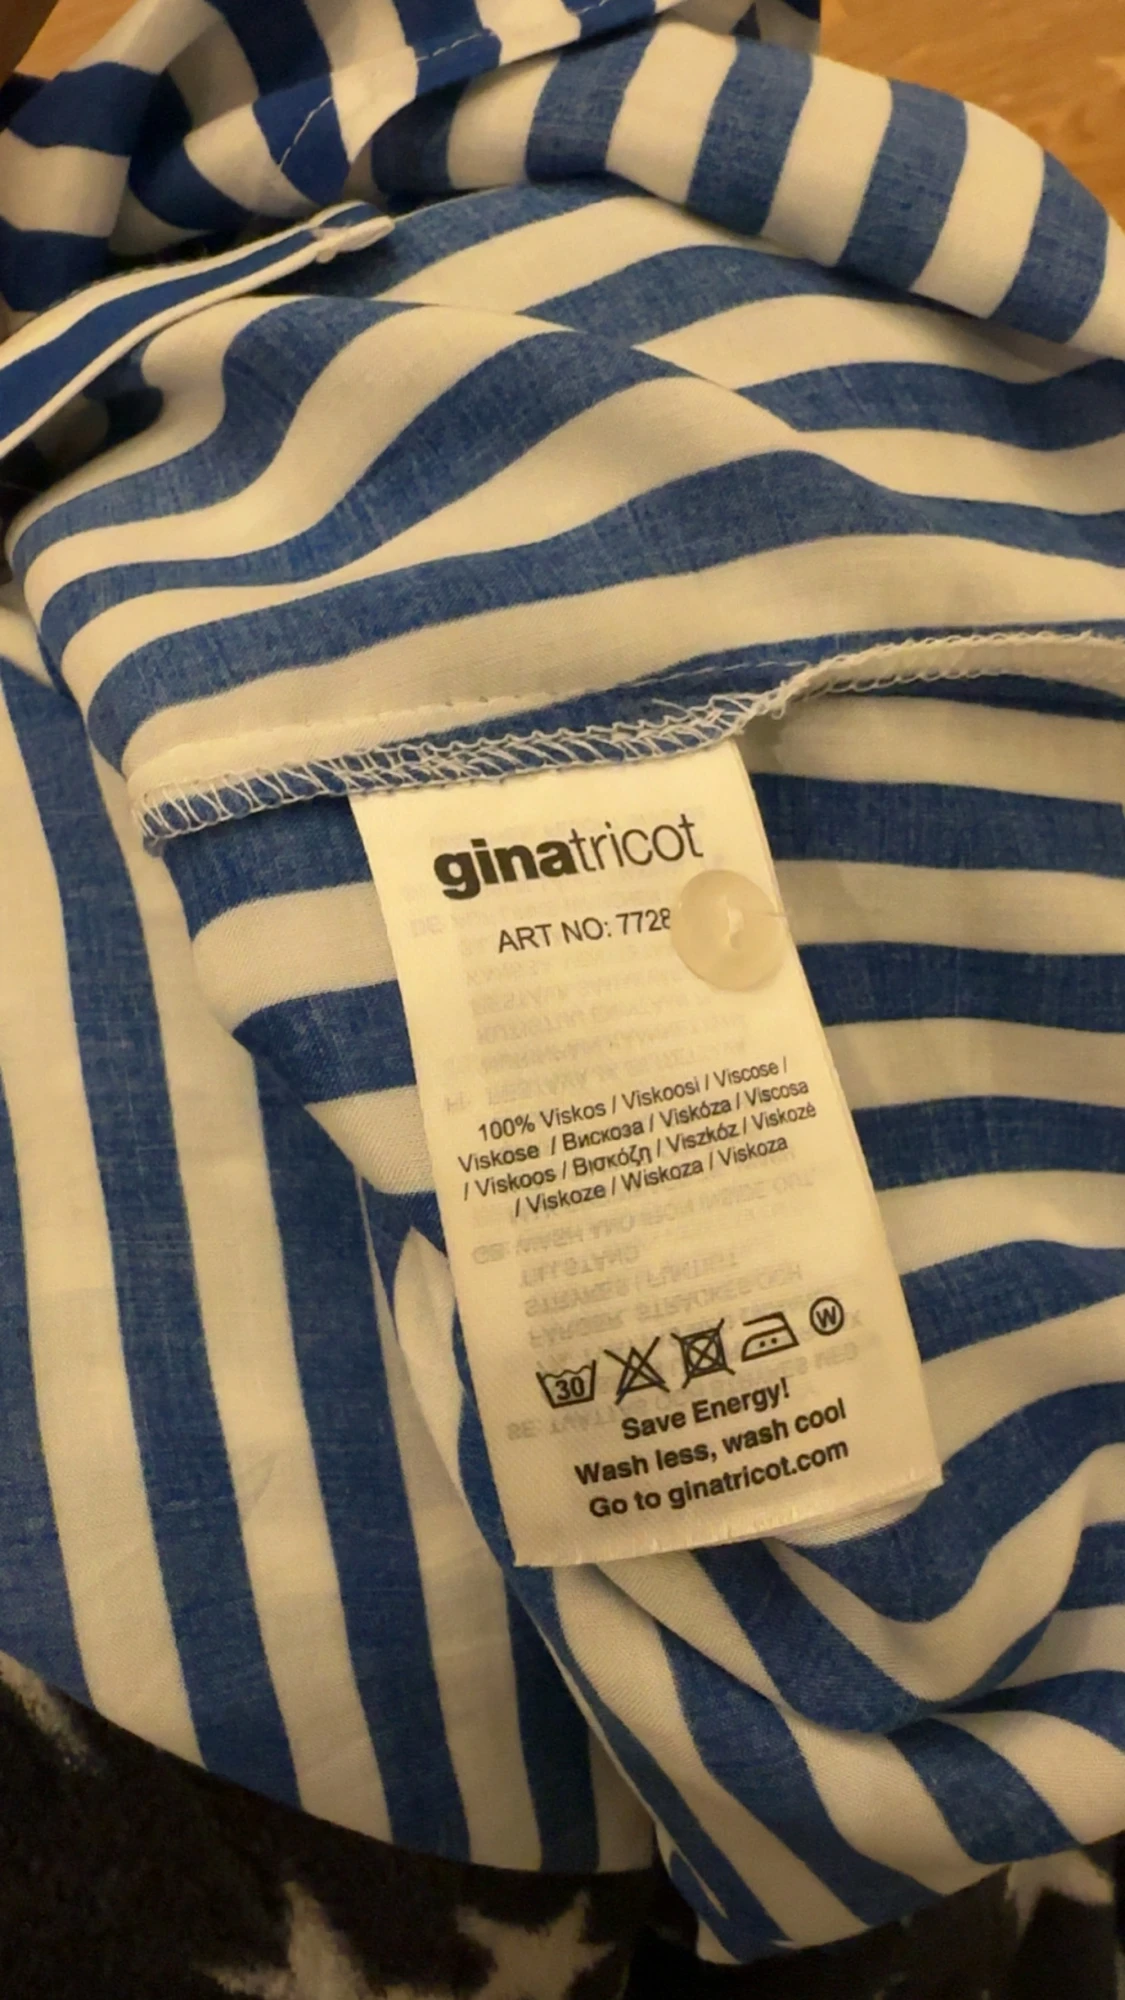 ginatricot
ART NO: 7728
100% Viskos / Viskoosi / Viscose /
Viskose / Вискоза / Viskóza / Viscosa
/ Viskoos / Βισκόζη / Viszkóz / Viskozė
/ Viskoze / Wiskoza / Viskoza
30 W
Save Energy!
Wash less, wash cool
Go to ginatricot.com